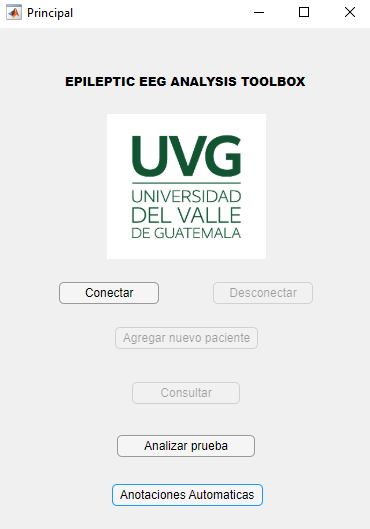 Principal
EPILEPTIC EEG ANALYSIS TOOLBOX
UVG
UNIVERSIDAD
DEL VALLE
DE GUATEMALA
Conectar
Desconectar
Agregar nuevo paciente
Consultar
Analizar prueba
Anotaciones Automaticas